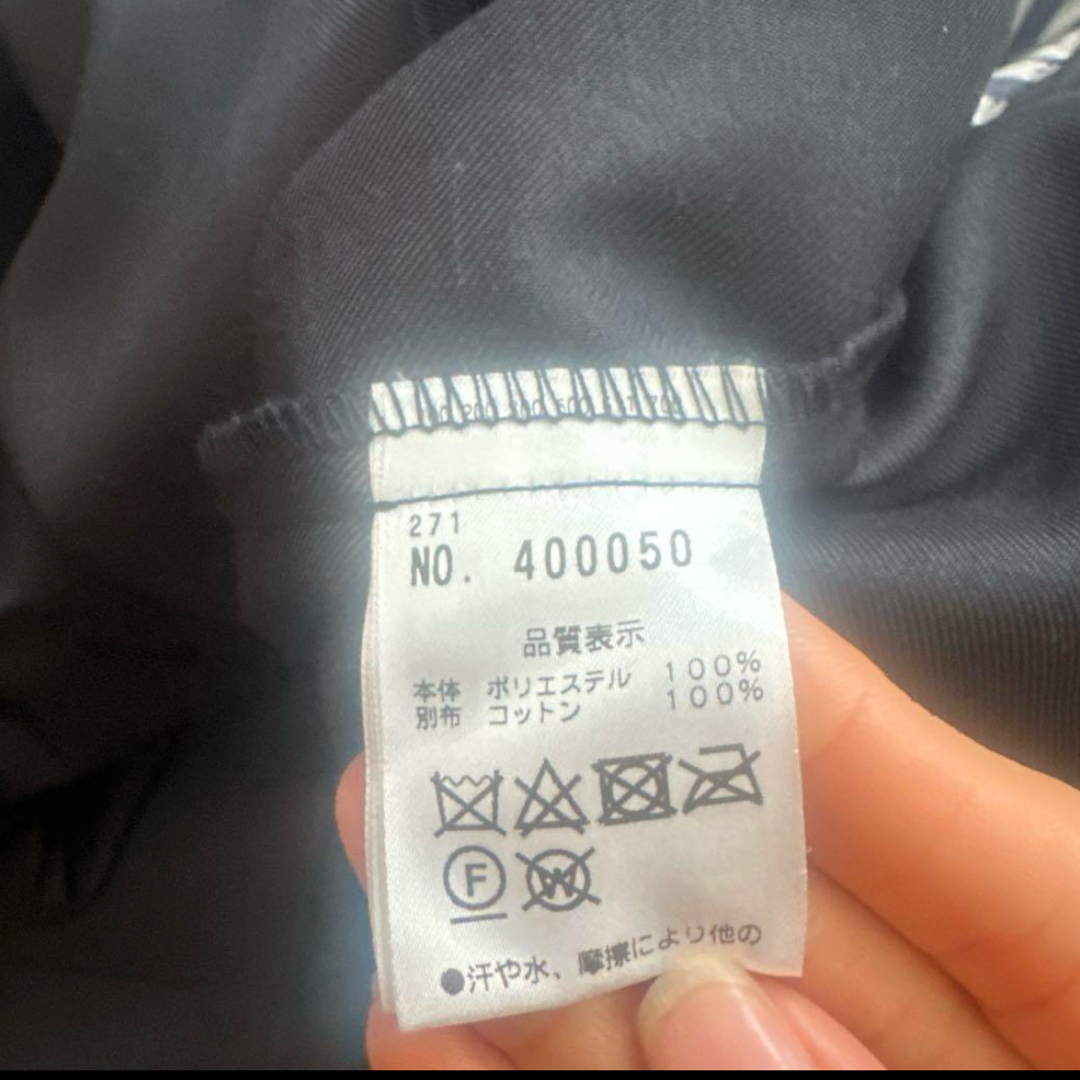 271
NO. 400050
品質表示
本体 ポリエステル 100%
別布 コットン 100%
F W
●汗や水、摩擦により他の